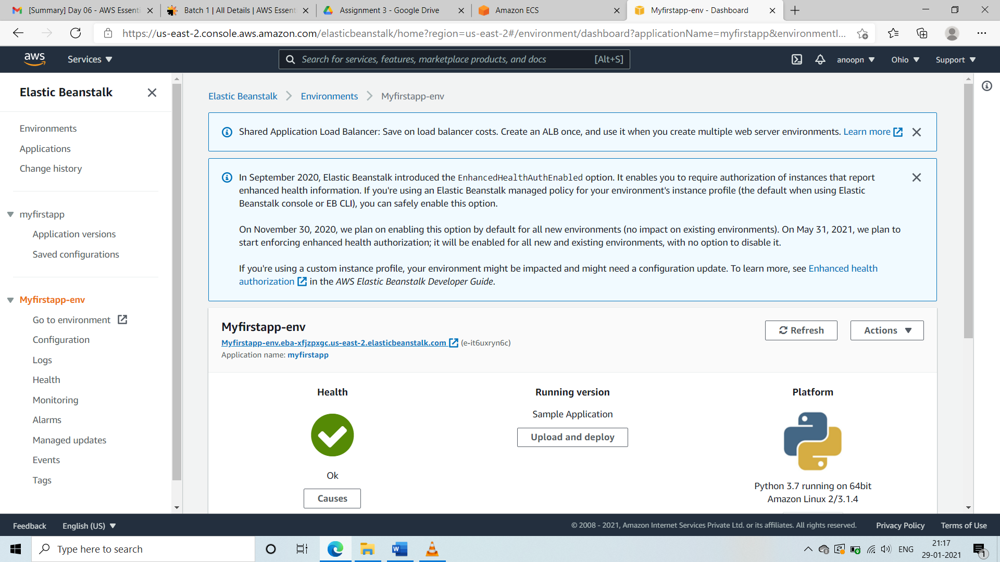 [Summary] Day 06 - AWS Essenti
Batch 1 | All Details | AWS Essent
Assignment 3 - Google Drive
Amazon ECS
Myfirstapp-env - Dashboard
https://us-east-2.console.aws.amazon.com/elasticbeanstalk/home?region=us-east-2#/environment/dashboard?applicationName=myfirstapp&environmentI...
aws
Services
Search for services, features, marketplace products, and docs
[Alt+S]
anoopn
Ohio
Support
Elastic Beanstalk
Environments
Applications
Change history
myfirstapp
Application versions
Saved configurations
Myfirstapp-env
Go to environment
Configuration
Logs
Health
Monitoring
Alarms
Managed updates
Events
Tags
Elastic Beanstalk
Environments
Myfirstapp-env
Shared Application Load Balancer: Save on load balancer costs. Create an ALB once, and use it when you create multiple web server environments. Learn more
In September 2020, Elastic Beanstalk introduced the EnhancedHealthAuthEnabled option. It enables you to require authorization of instances that report
enhanced health information. If you're using an Elastic Beanstalk managed policy for your environment's instance profile (the default when using Elastic
Beanstalk console or EB CLI), you can safely enable this option.
On November 30, 2020, we plan on enabling this option by default for all new environments (no impact on existing environments). On May 31, 2021, we plan to
start enforcing enhanced health authorization; it will be enabled for all new and existing environments, with no option to disable it.
If you're using a custom instance profile, your environment might be impacted and might need a configuration update. To learn more, see Enhanced health
authorization in the AWS Elastic Beanstalk Developer Guide.
Myfirstapp-env
Myfirstapp-env.eba-xfjzpxgc.us-east-2.elasticbeanstalk.com (e-it6uxryn6c)
Application name: myfirstapp
Refresh
Actions
Health
Ok
Causes
Running version
Sample Application
Upload and deploy
Platform
Python 3.7 running on 64bit
Amazon Linux 2/3.1.4
Feedback
English (US)
© 2008 - 2021, Amazon Internet Services Private Ltd. or its affiliates. All rights reserved.
Privacy Policy
Terms of Use
Type here to search
ENG
21:17
29-01-2021
1